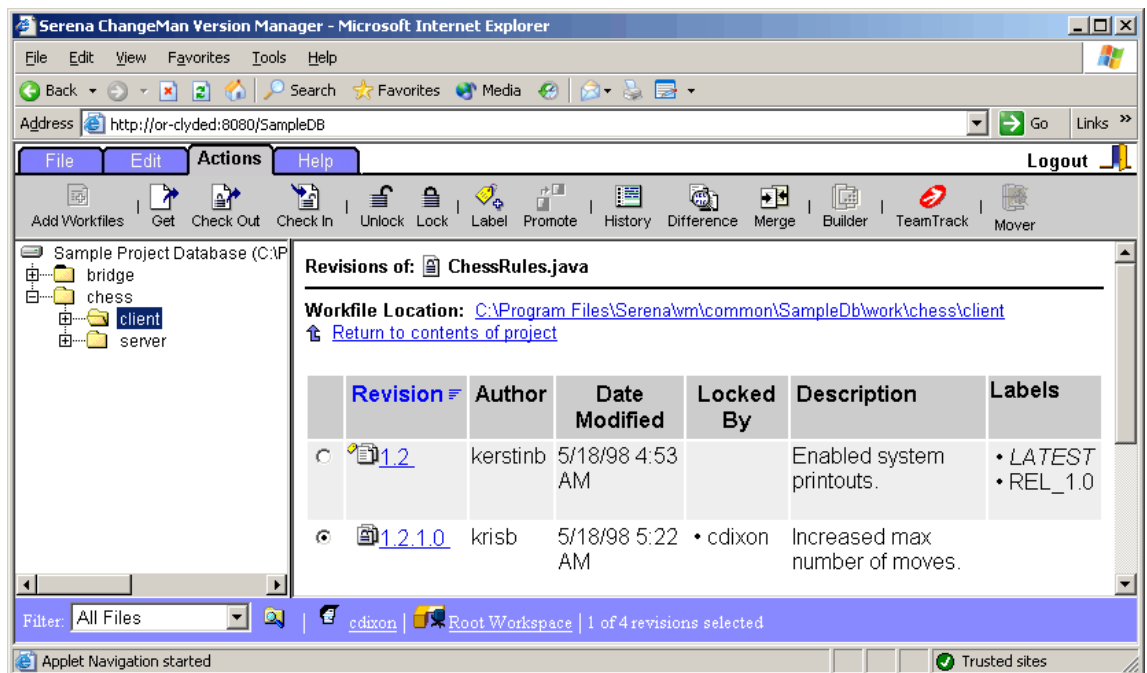 Serena ChangeMan Version Manager - Microsoft Internet Explorer
File Edit View Favorites Tools Help
Back Search Favorites Media
Address http://or-clyded:8080/SampleDB Go Links »
File Edit Actions Help Logout
Add Workfiles Get Check Out Check In Unlock Lock Label Promote History Difference Merge Builder TeamTrack Mover
Sample Project Database (C:\P
bridge
chess
client
server
Revisions of: ChessRules.java
Workfile Location: C:\Program Files\Serena\vm\common\SampleDb\work\chess\client
Return to contents of project
Revision Author Date Modified Locked By Description Labels
1.2 kerstinb 5/18/98 4:53 AM Enabled system printouts. • LATEST • REL_1.0
1.2.1.0 krisb 5/18/98 5:22 AM • cdixon Increased max number of moves.
Filter: All Files | cdixon | Root Workspace | 1 of 4 revisions selected
Applet Navigation started Trusted sites